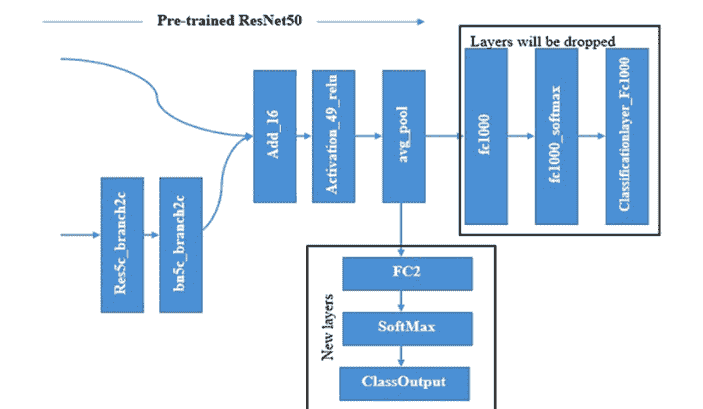 Pre-trained ResNet50
Layers will be dropped
Add_16
Activation_49_relu
avg_pool
fc1000
fc1000_softmax
Classificationlayer_Fc1000
Res5c_branch2c
bn5c_branch2c
New layers
FC2
SoftMax
ClassOutput